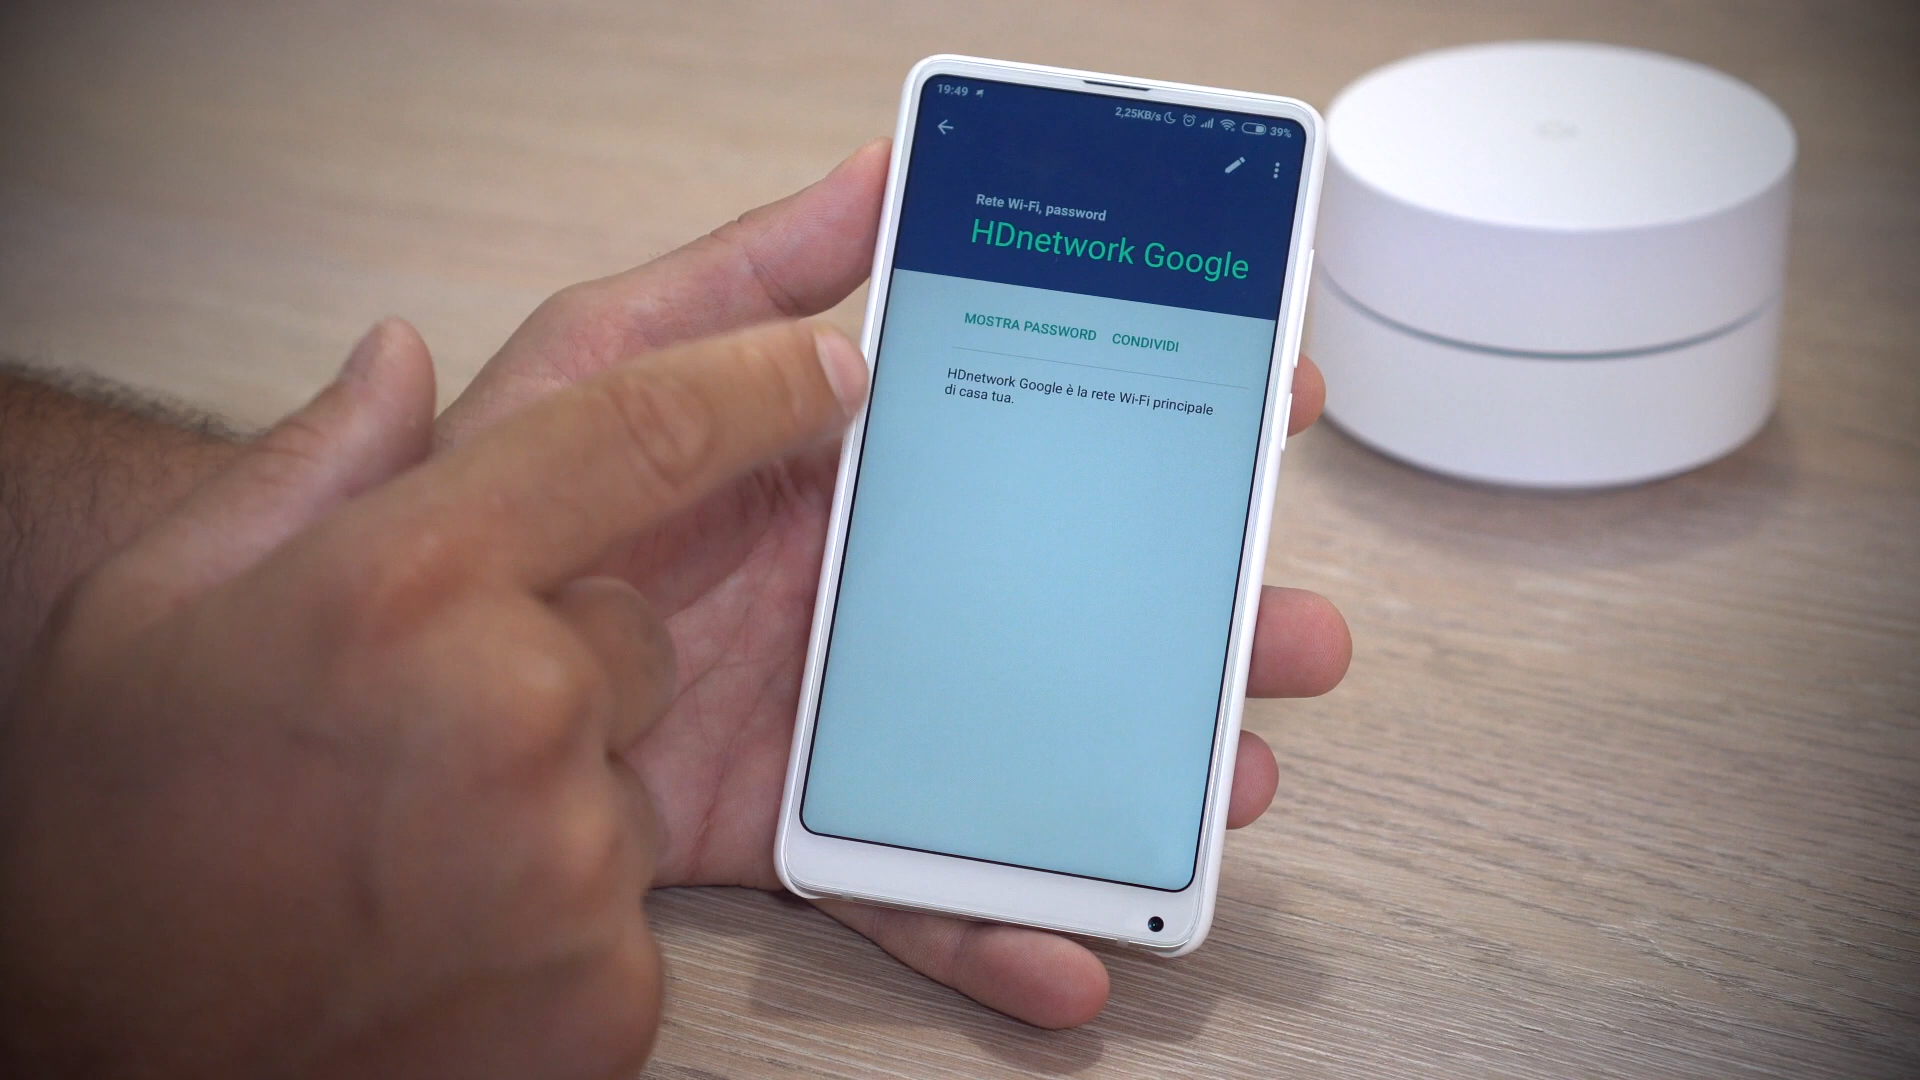 19:49
2,25KB/s 39%
Rete Wi-Fi, password
HDnetwork Google
MOSTRA PASSWORD CONDIVIDI
HDnetwork Google è la rete Wi-Fi principale
di casa tua.